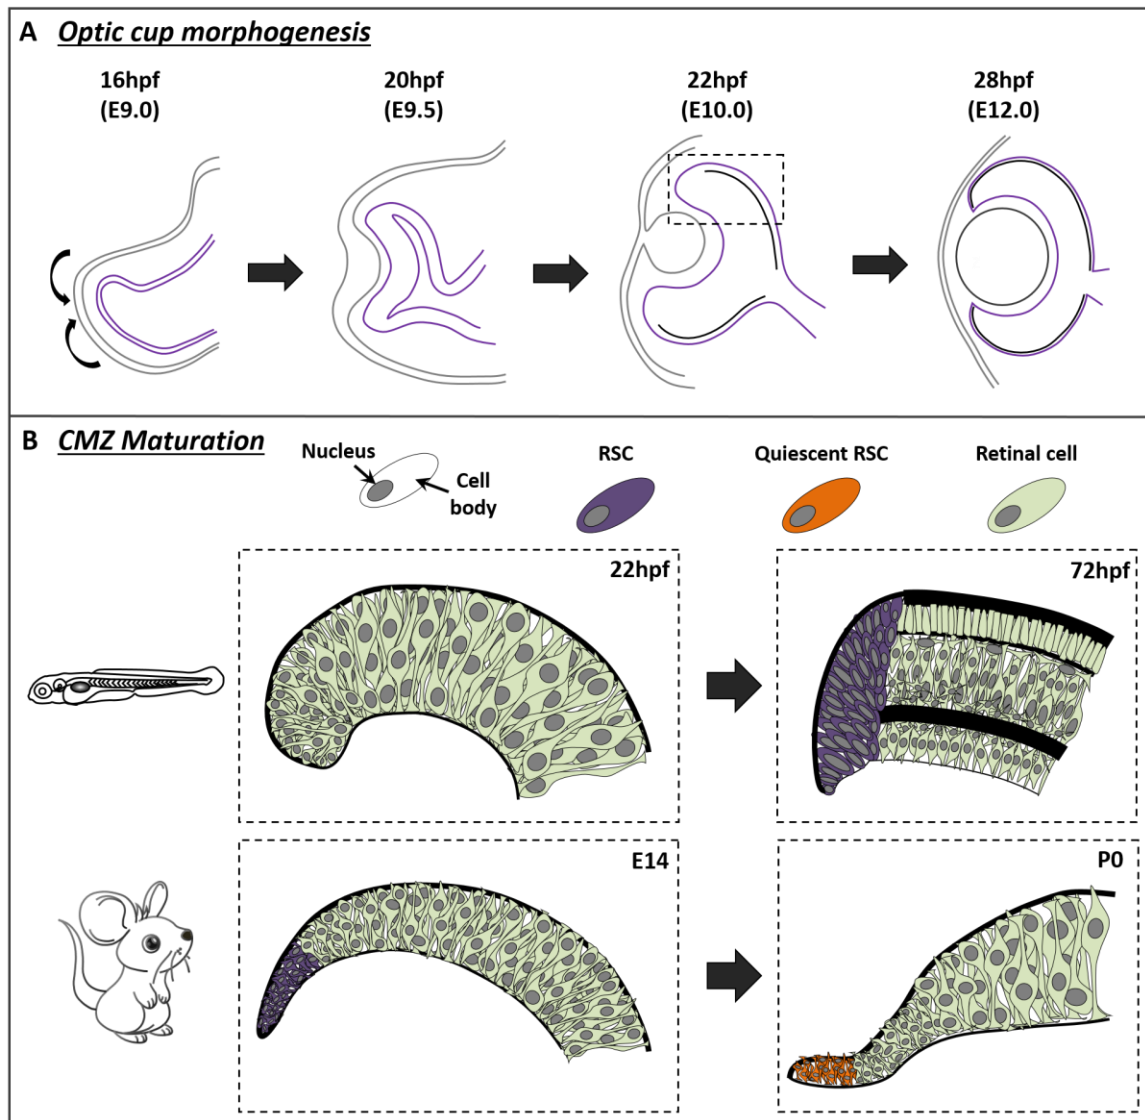 A Optic cup morphogenesis
16hpf
(E9.0)
20hpf
(E9.5)
22hpf
(E10.0)
28hpf
(E12.0)
B CMZ Maturation
Nucleus
Cell
body
RSC
Quiescent RSC
Retinal cell
22hpf
72hpf
E14
P0